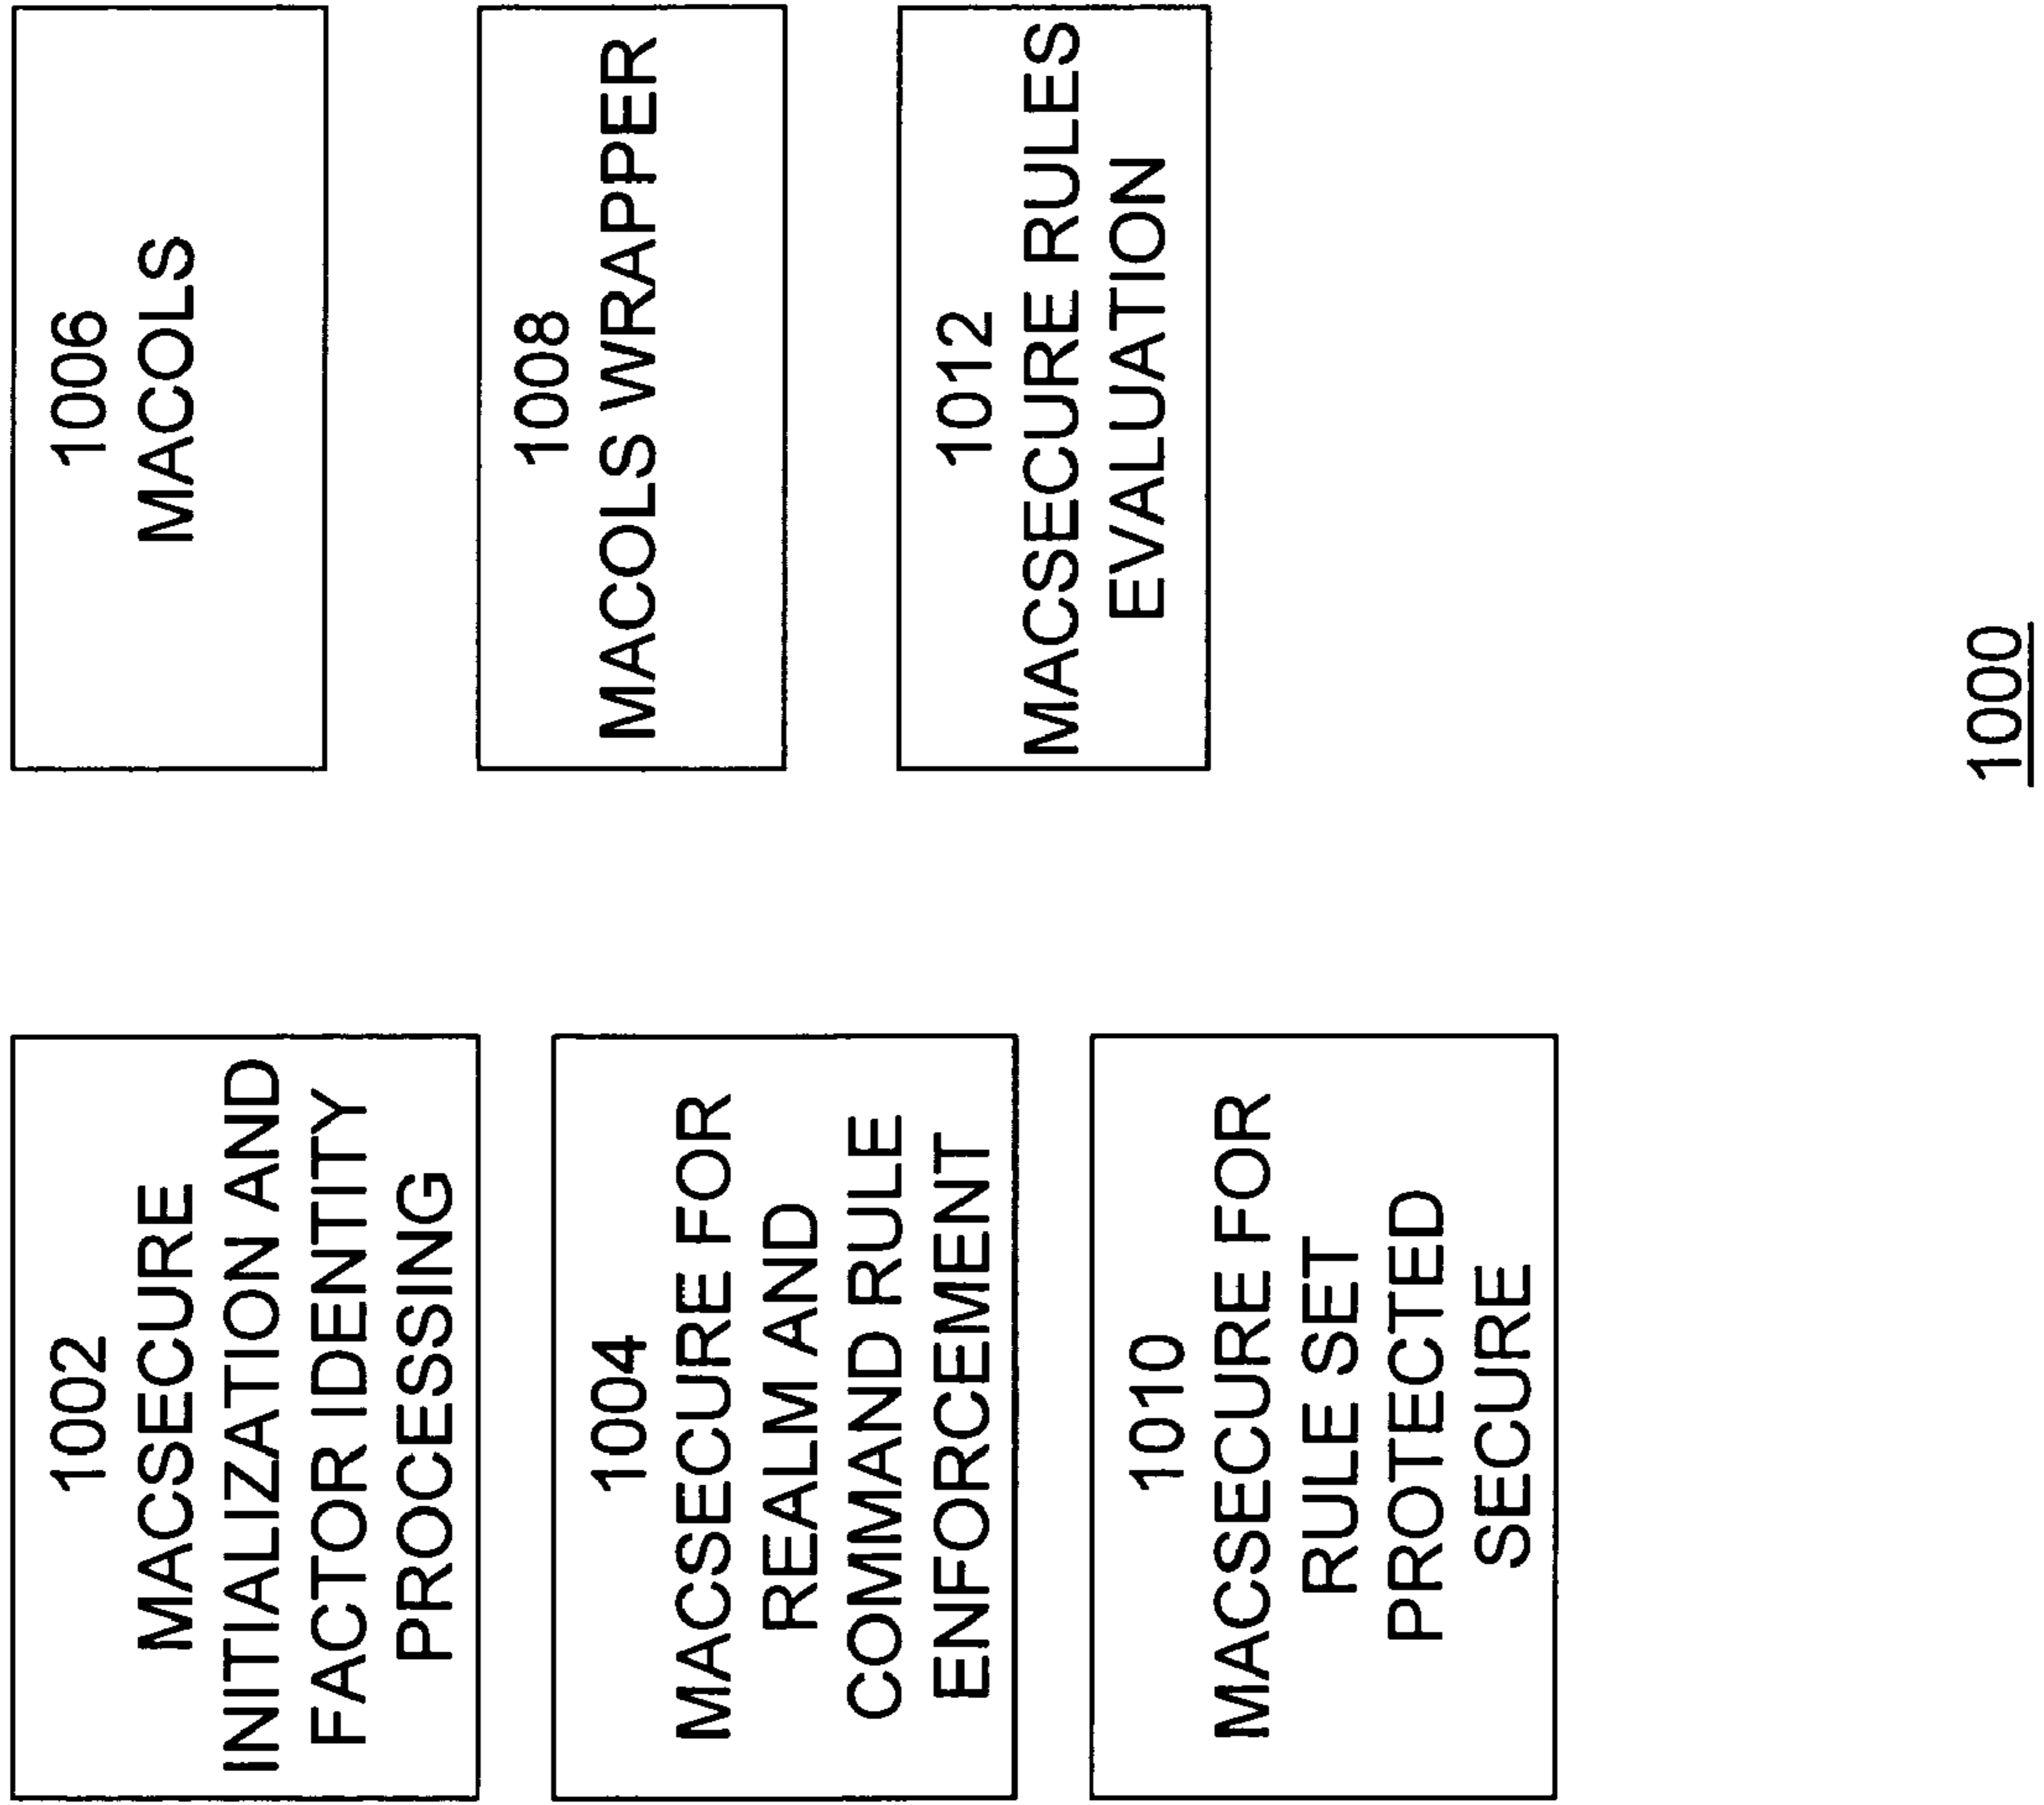 1002
MACSECURE
INITIALIZATION AND
FACTOR IDENTITY
PROCESSING
1004
MACSECURE FOR
REALM AND
COMMAND RULE
ENFORCEMENT
1010
MACSECURE FOR
RULE SET
PROTECTED
SECURE
1006
MACOLS
1008
MACOLS WRAPPER
1012
MACSECURE RULES
EVALUATION
1000